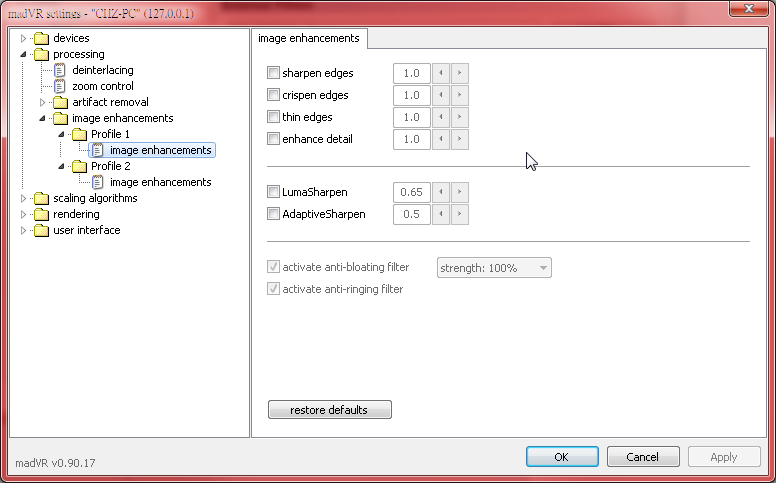 madVR settings - "CHZ-PC" (127.0.0.1)
devices
processing
deinterlacing
zoom control
artifact removal
image enhancements
Profile 1
image enhancements
Profile 2
image enhancements
scaling algorithms
rendering
user interface
image enhancements
sharpen edges 1.0
crispen edges 1.0
thin edges 1.0
enhance detail 1.0
LumaSharpen 0.65
AdaptiveSharpen 0.5
activate anti-bloating filter strength: 100%
activate anti-ringing filter
restore defaults
madVR v0.90.17
OK Cancel Apply